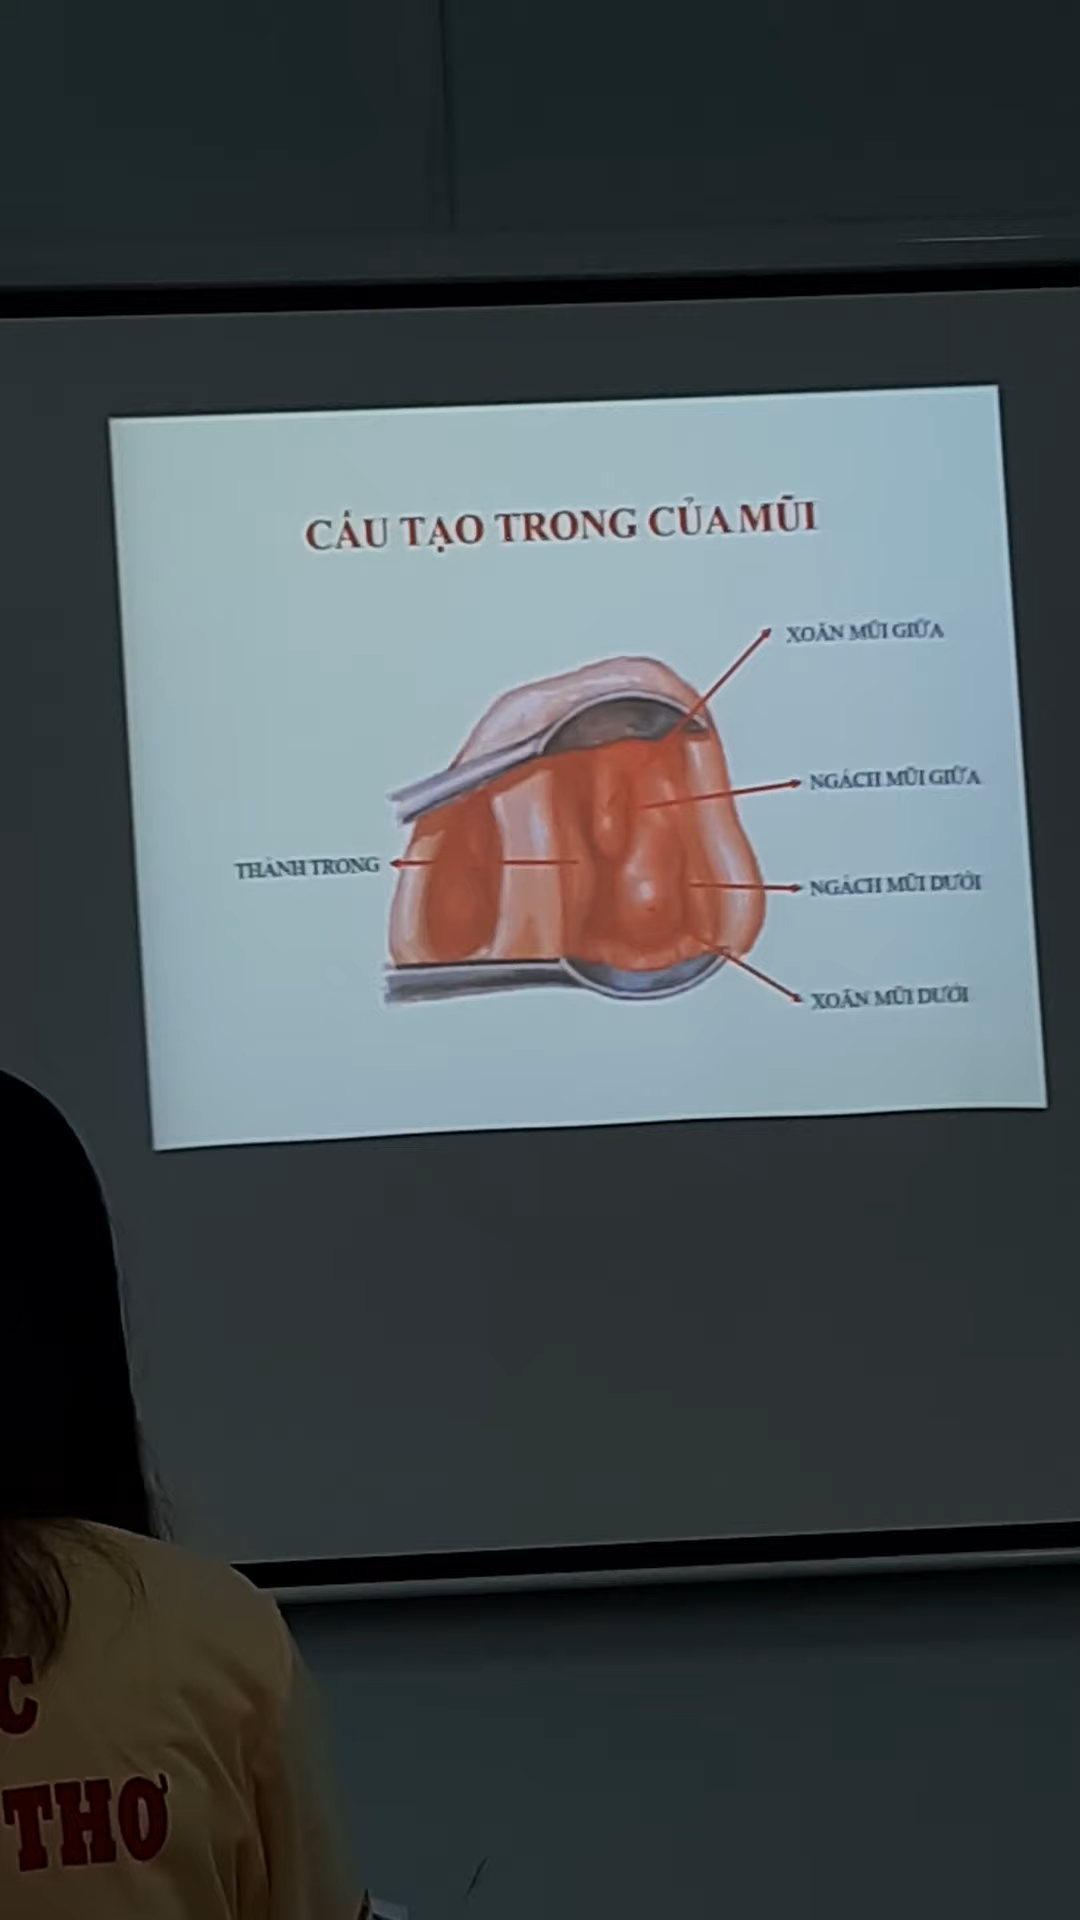 CẤU TẠO TRONG CỦA MŨI
XOĂN MŨI GIỮA
NGÁCH MŨI GIỮA
THÀNH TRONG
NGÁCH MŨI DƯỚI
XOĂN MŨI DƯỚI
C
THƠ